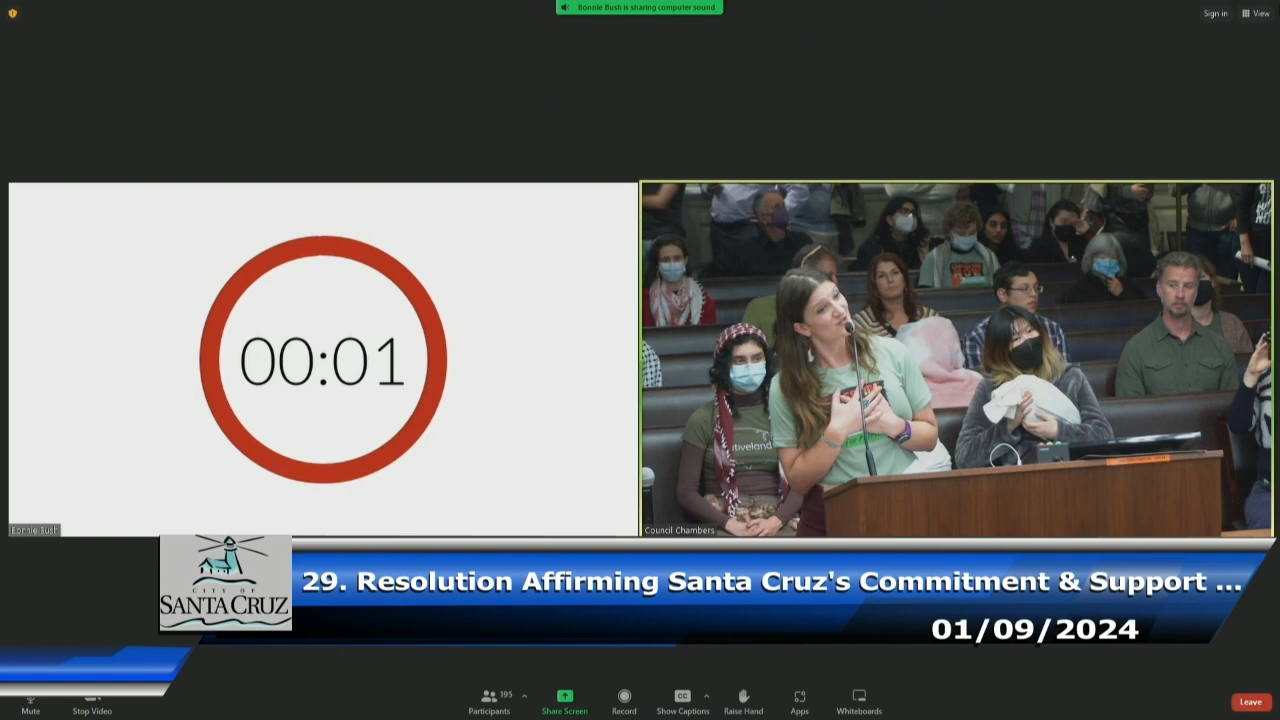 Bonnie Bush is sharing computer sound
Sign in
View
00:01
Bonnie Bush
Council Chambers
CITY OF
SANTA CRUZ
29. Resolution Affirming Santa Cruz's Commitment & Support ...
01/09/2024
Mute
Stop Video
Participants
195
Share Screen
CC
Show Captions
Record
Raise Hand
Apps
Whiteboards
Leave